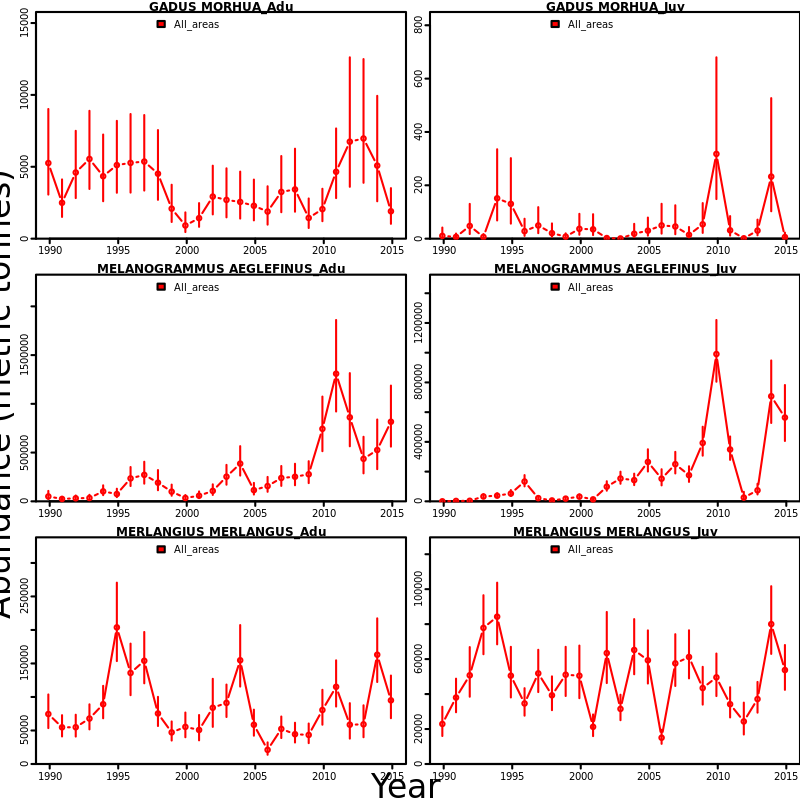 GADUS MORHUA_Adu
All_areas
15000
10000
5000
0
1990 1995 2000 2005 2010 2015
GADUS MORHUA_Juv
All_areas
800
600
400
200
0
1990 1995 2000 2005 2010 2015
MELANOGRAMMUS AEGLEFINUS_Adu
All_areas
1500000
500000
0
1990 1995 2000 2005 2010 2015
MELANOGRAMMUS AEGLEFINUS_Juv
All_areas
1200000
800000
400000
0
1990 1995 2000 2005 2010 2015
MERLANGIUS MERLANGUS_Adu
All_areas
250000
150000
50000
0
1990 1995 2000 2005 2010 2015
MERLANGIUS MERLANGUS_Juv
All_areas
100000
60000
20000
0
1990 1995 2000 2005 2010 2015
Abundance (metric tonnes)
Year